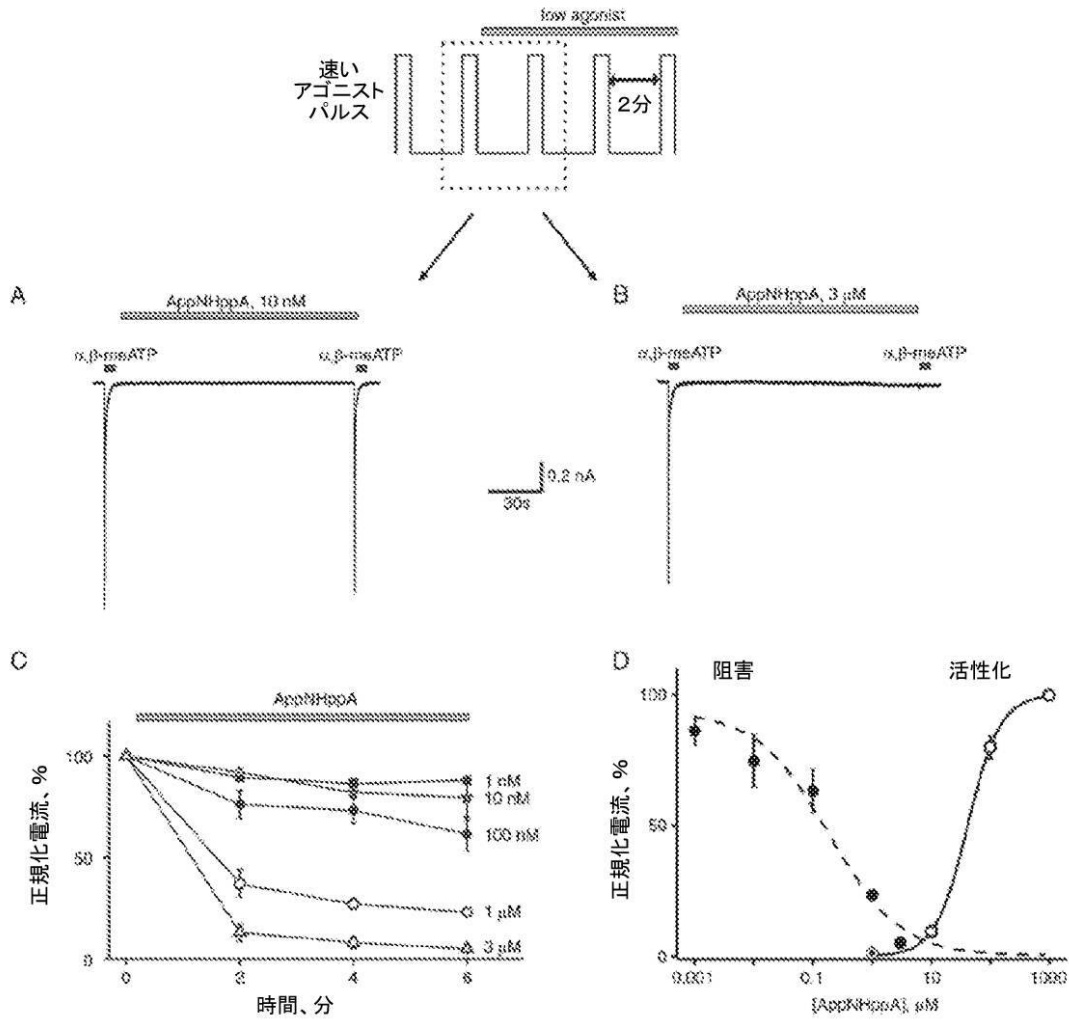 low agonist
速い
アゴニスト
パルス
2分
A
AppNHppA, 10 nM
α,β-meATP
α,β-meATP
B
AppNHppA, 3 μM
α,β-meATP
α,β-meATP
0.2 nA
30s
C
AppNHppA
正規化電流、%
100
50
0
1 nM
10 nM
100 nM
1 μM
3 μM
0
2
4
6
時間、分
D
阻害
活性化
正規化電流、%
100
50
0
0.001
0.1
10
1000
[AppNHppA], μM